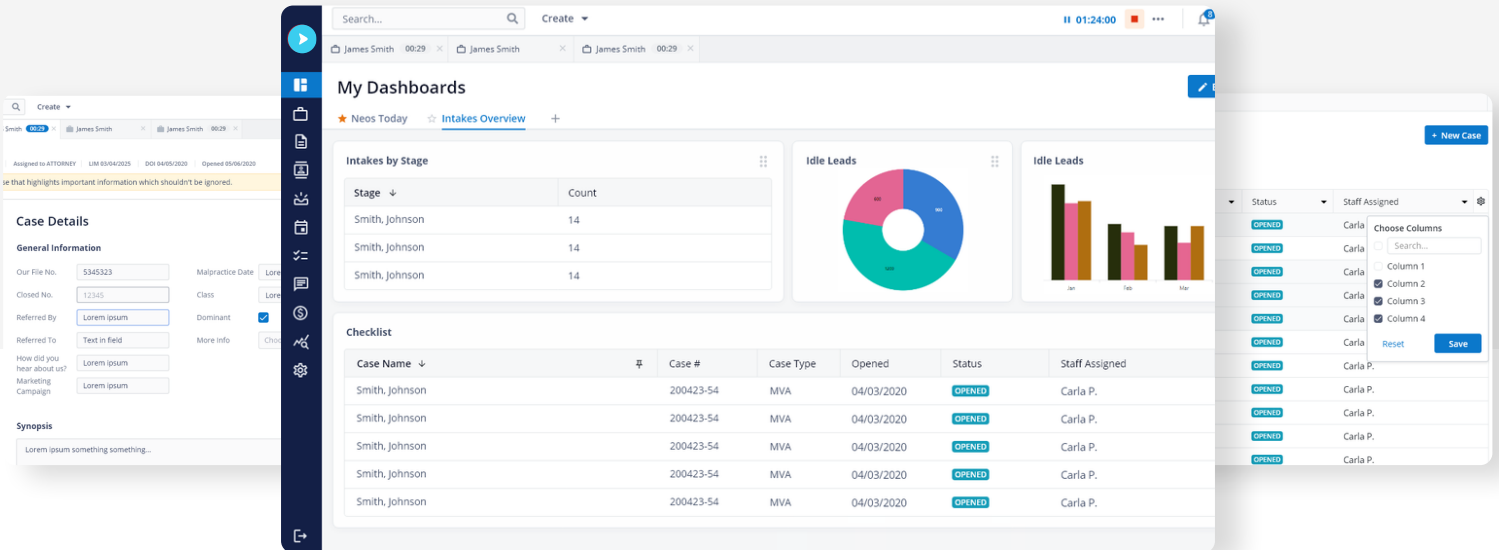 Create
Smith 00:29 James Smith James Smith 00:29
Assigned to ATTORNEY LIM 03/04/2025 DOI 04/05/2020 Opened 05/06/2020
se that highlights important information which shouldn't be ignored.
Case Details
General Information
Our File No. 5345323 Malpractice Date Lore
Closed No. 12345 Class Lore
Referred By Lorem ipsum Dominant
Referred To Text in field More Info Choo
How did you
hear about us? Lorem ipsum
Marketing
Campaign Lorem ipsum
Synopsis
Lorem ipsum something something...
Search... Create 01:24:00 8
James Smith 00:29 James Smith James Smith 00:29
My Dashboards
Neos Today Intakes Overview
Intakes by Stage
Stage Count
Smith, Johnson 14
Smith, Johnson 14
Smith, Johnson 14
Idle Leads
Idle Leads
Jan Feb Mar
Checklist
Case Name Case # Case Type Opened Status Staff Assigned
Smith, Johnson 200423-54 MVA 04/03/2020 OPENED Carla P.
Smith, Johnson 200423-54 MVA 04/03/2020 OPENED Carla P.
Smith, Johnson 200423-54 MVA 04/03/2020 OPENED Carla P.
Smith, Johnson 200423-54 MVA 04/03/2020 OPENED Carla P.
Smith, Johnson 200423-54 MVA 04/03/2020 OPENED Carla P.
+ New Case
Status Staff Assigned
OPENED Carla
OPENED Carla
OPENED Carla
OPENED Carla
OPENED Carla
OPENED Carla
OPENED Carla P.
OPENED Carla P.
OPENED Carla P.
OPENED Carla P.
OPENED Carla P.
Choose Columns
Search...
Column 1
Column 2
Column 3
Column 4
Reset Save